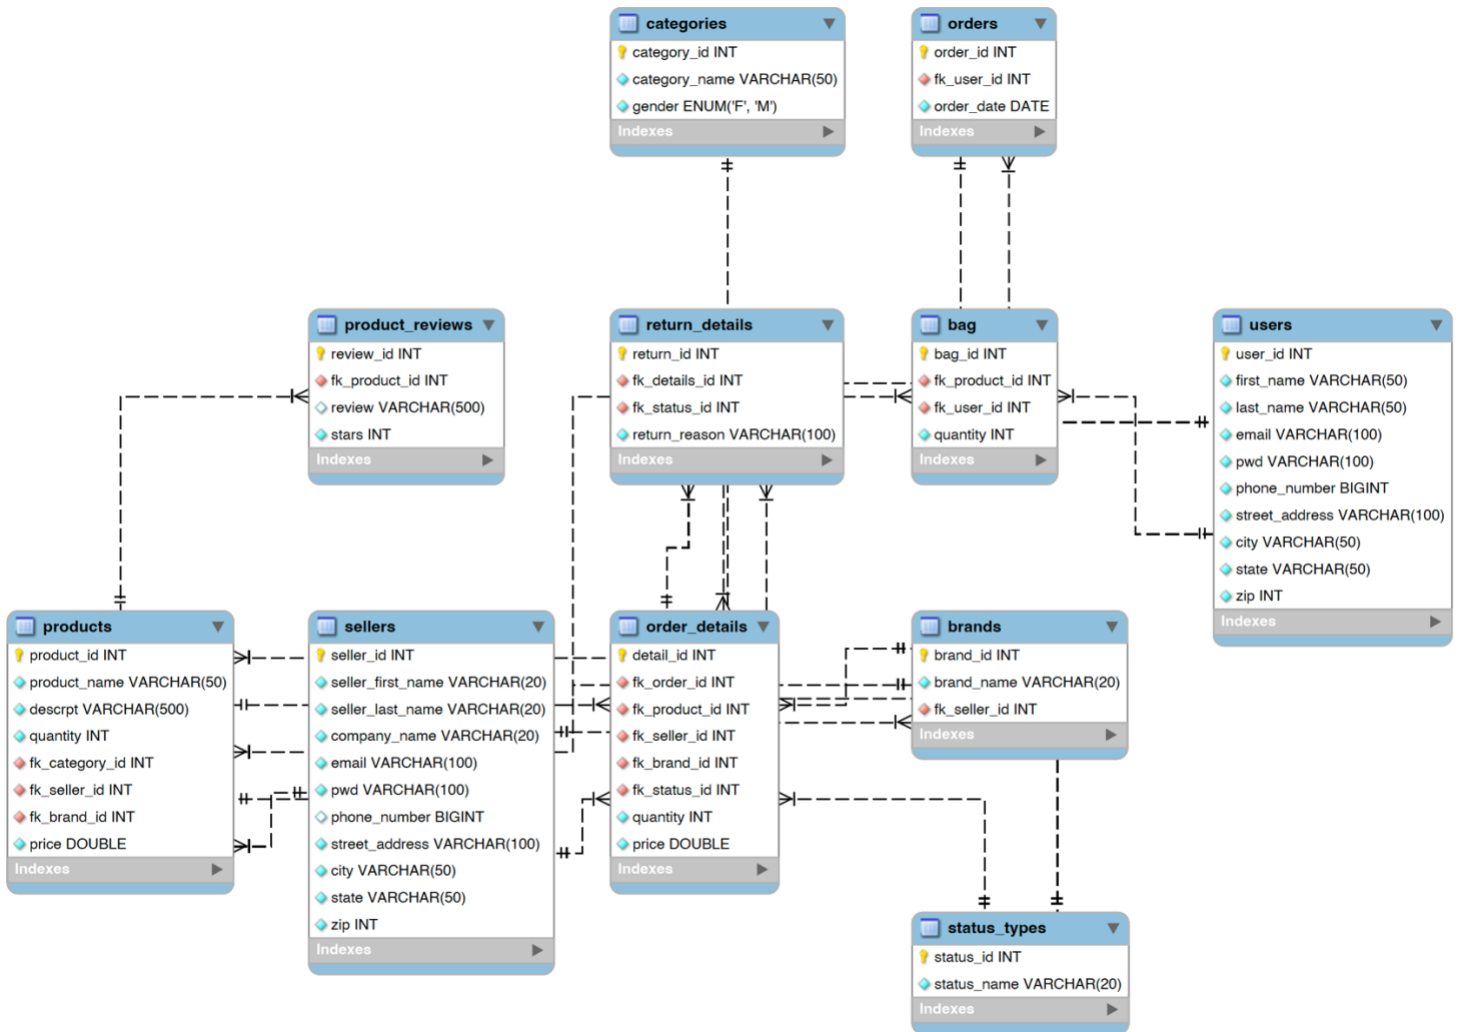 categories
category_id INT
category_name VARCHAR(50)
gender ENUM('F', 'M')
Indexes
orders
order_id INT
fk_user_id INT
order_date DATE
Indexes
product_reviews
review_id INT
fk_product_id INT
review VARCHAR(500)
stars INT
Indexes
return_details
return_id INT
fk_details_id INT
fk_status_id INT
return_reason VARCHAR(100)
Indexes
bag
bag_id INT
fk_product_id INT
fk_user_id INT
quantity INT
Indexes
users
user_id INT
first_name VARCHAR(50)
last_name VARCHAR(50)
email VARCHAR(100)
pwd VARCHAR(100)
phone_number BIGINT
street_address VARCHAR(100)
city VARCHAR(50)
state VARCHAR(50)
zip INT
Indexes
products
product_id INT
product_name VARCHAR(50)
descrpt VARCHAR(500)
quantity INT
fk_category_id INT
fk_seller_id INT
fk_brand_id INT
price DOUBLE
Indexes
sellers
seller_id INT
seller_first_name VARCHAR(20)
seller_last_name VARCHAR(20)
company_name VARCHAR(20)
email VARCHAR(100)
pwd VARCHAR(100)
phone_number BIGINT
street_address VARCHAR(100)
city VARCHAR(50)
state VARCHAR(50)
zip INT
Indexes
order_details
detail_id INT
fk_order_id INT
fk_product_id INT
fk_seller_id INT
fk_brand_id INT
fk_status_id INT
quantity INT
price DOUBLE
Indexes
brands
brand_id INT
brand_name VARCHAR(20)
fk_seller_id INT
Indexes
status_types
status_id INT
status_name VARCHAR(20)
Indexes